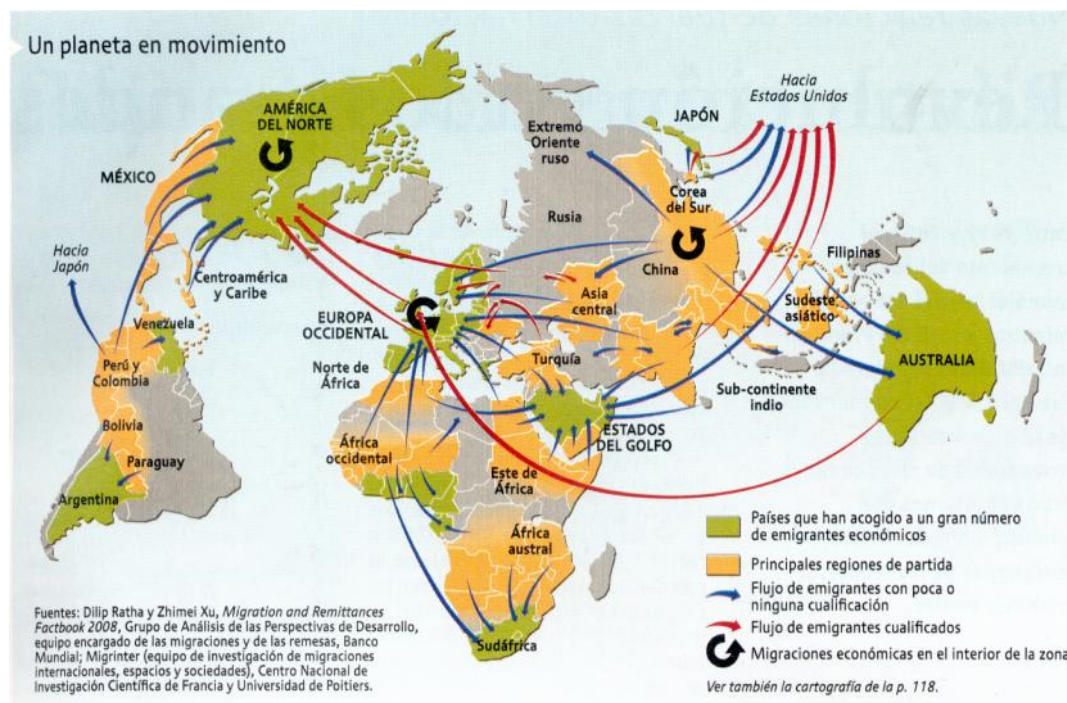 Un planeta en movimiento
AMÉRICA
DEL NORTE
MÉXICO
Hacia
Japón
Centroamérica
y Caribe
Venezuela
Perú y
Colombia
Bolivia
Paraguay
Argentina
EUROPA
OCCIDENTAL
Norte de
África
África
occidental
Este de
África
África
austral
Sudáfrica
Turquía
ESTADOS
DEL GOLFO
Asia
central
Rusia
Extremo
Oriente
ruso
JAPÓN
Corea
del Sur
China
Hacia
Estados Unidos
Filipinas
Sudeste
asiático
Sub-continente
indio
AUSTRALIA
Países que han acogido a un gran número
de emigrantes económicos
Principales regiones de partida
Flujo de emigrantes con poca o
ninguna cualificación
Flujo de emigrantes cualificados
Migraciones económicas en el interior de la zona
Ver también la cartografía de la p. 118.
Fuentes: Dilip Ratha y Zhimei Xu, Migration and Remittances
Factbook 2008, Grupo de Análisis de las Perspectivas de Desarrollo,
equipo encargado de las migraciones y de las remesas, Banco
Mundial; Migrinter (equipo de investigación de migraciones
internacionales, espacios y sociedades), Centro Nacional de
Investigación Científica de Francia y Universidad de Poitiers.